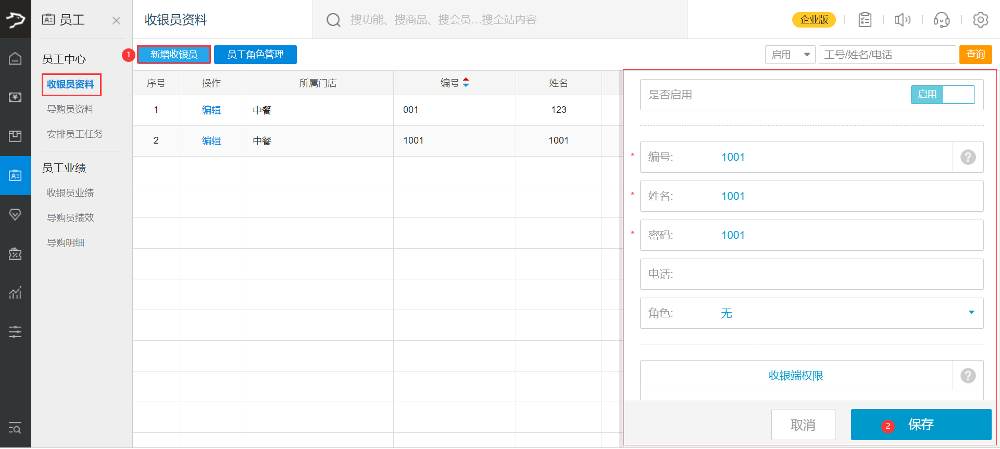 员工
收银员资料
搜功能、搜商品、搜会员...搜全站内容
企业版
员工中心
收银员资料
导购员资料
安排员工任务
员工业绩
收银员业绩
导购员绩效
导购明细
1
新增收银员
员工角色管理
启用
工号/姓名/电话
查询
序号 操作 所属门店 编号 姓名
1 编辑 中餐 001 123
2 编辑 中餐 1001 1001
是否启用 启用
* 编号: 1001 ?
* 姓名: 1001
* 密码: 1001
电话:
角色: 无
收银端权限 ?
取消
2 保存